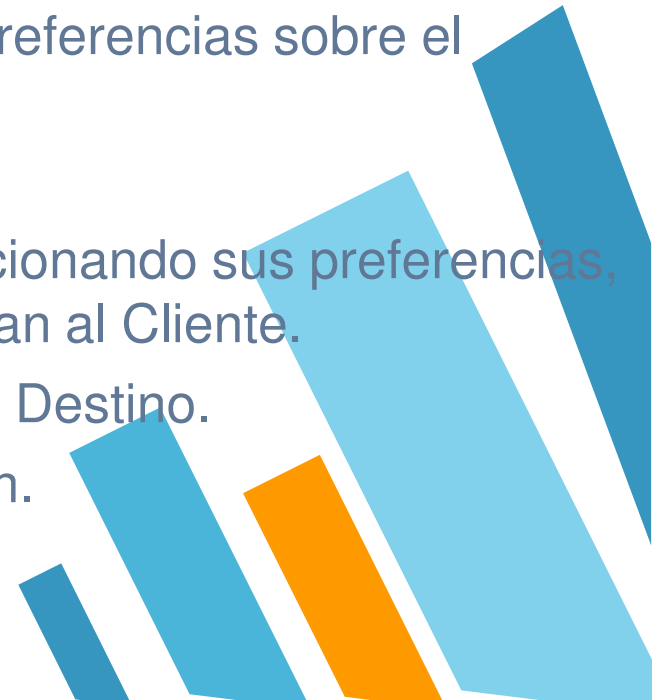 referencias sobre el
cionando sus preferencias,
an al Cliente.
Destino.
n.